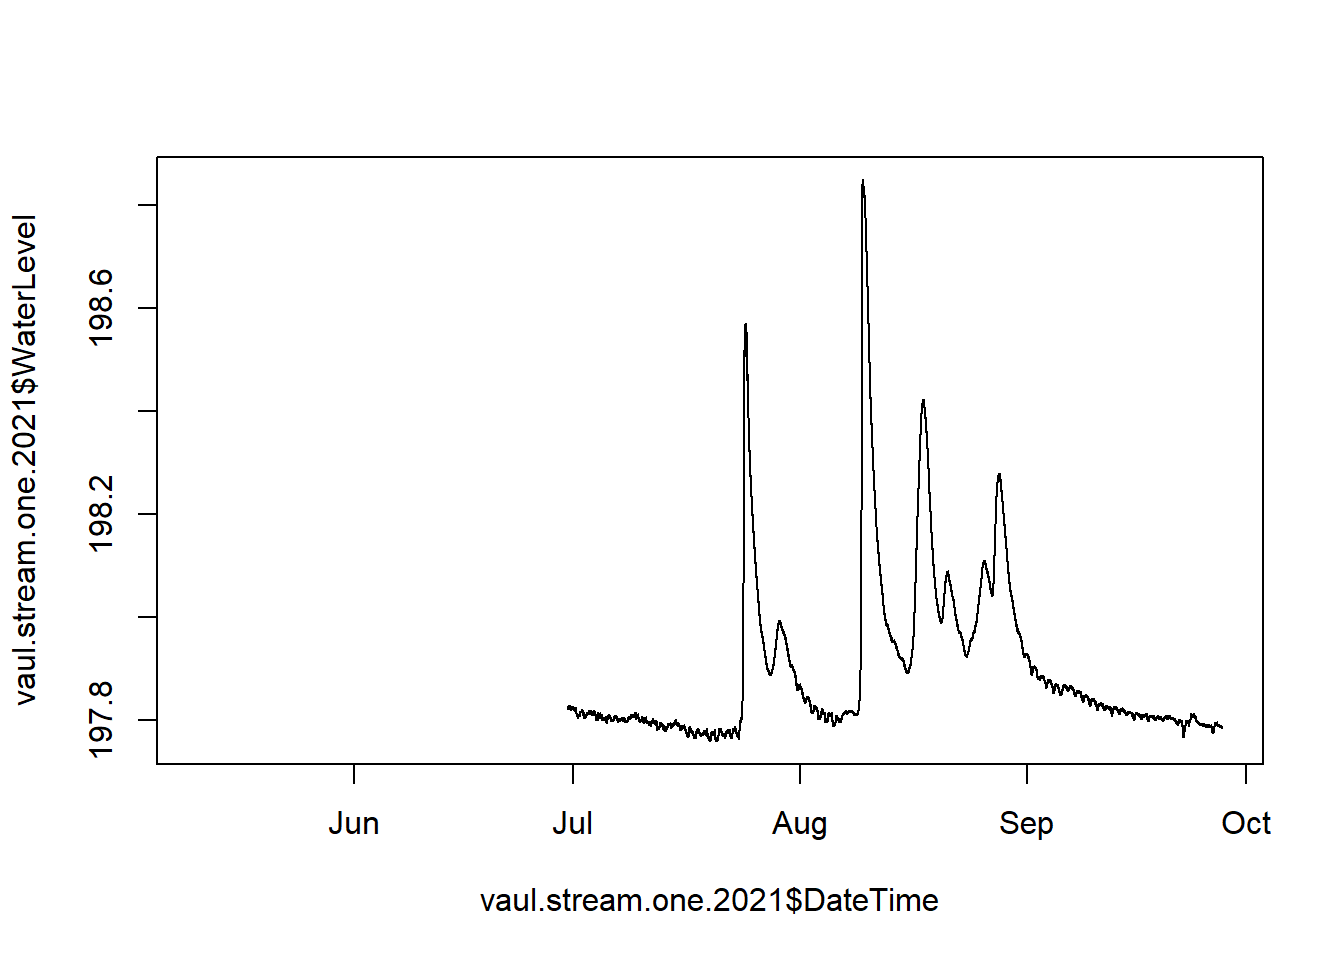 vaul.stream.one.2021$WaterLevel
198.6
198.2
197.8
Jun Jul Aug Sep Oct
vaul.stream.one.2021$DateTime